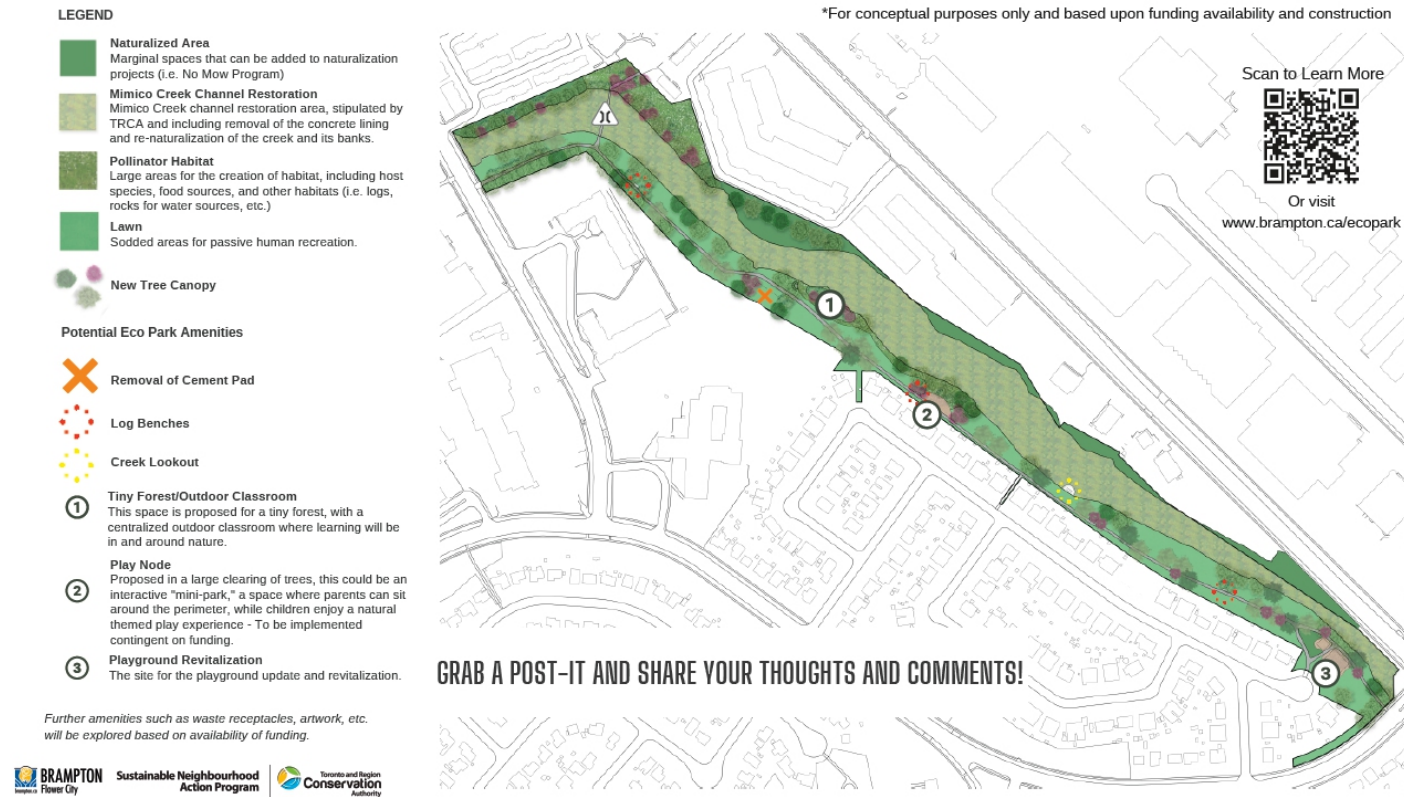 LEGEND
*For conceptual purposes only and based upon funding availability and construction
Naturalized Area
Marginal spaces that can be added to naturalization
projects (i.e. No Mow Program)
Mimico Creek Channel Restoration
Mimico Creek channel restoration area, stipulated by
TRCA and including removal of the concrete lining
and re-naturalization of the creek and its banks.
Pollinator Habitat
Large areas for the creation of habitat, including host
species, food sources, and other habitats (i.e. logs,
rocks for water sources, etc.)
Lawn
Sodded areas for passive human recreation.
New Tree Canopy
Potential Eco Park Amenities
Removal of Cement Pad
Log Benches
Creek Lookout
1
Tiny Forest/Outdoor Classroom
This space is proposed for a tiny forest, with a
centralized outdoor classroom where learning will be
in and around nature.
2
Play Node
Proposed in a large clearing of trees, this could be an
interactive "mini-park," a space where parents can sit
around the perimeter, while children enjoy a natural
themed play experience - To be implemented
contingent on funding.
3
Playground Revitalization
The site for the playground update and revitalization.
Further amenities such as waste receptacles, artwork, etc.
will be explored based on availability of funding.
BRAMPTON
brampton.ca
Flower City
Sustainable Neighbourhood
Action Program
Toronto and Region
Conservation
Authority
Scan to Learn More
Or visit
www.brampton.ca/ecopark
1
2
3
GRAB A POST-IT AND SHARE YOUR THOUGHTS AND COMMENTS!